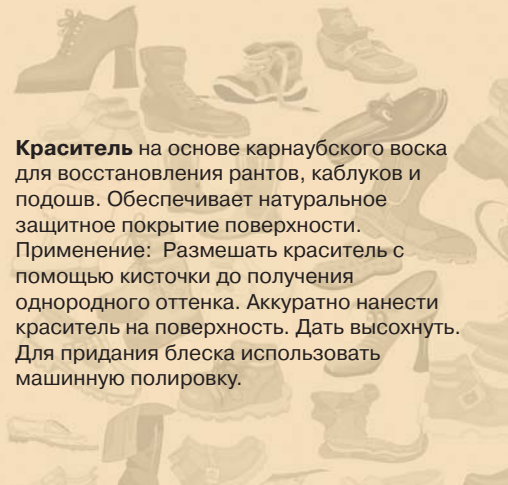 Краситель на основе карнаубского воска
для восстановления рантов, каблуков и
подошв. Обеспечивает натуральное
защитное покрытие поверхности.
Применение:  Размешать краситель с
помощью кисточки до получения
однородного оттенка. Аккуратно нанести
краситель на поверхность. Дать высохнуть.
Для придания блеска использовать
машинную полировку.